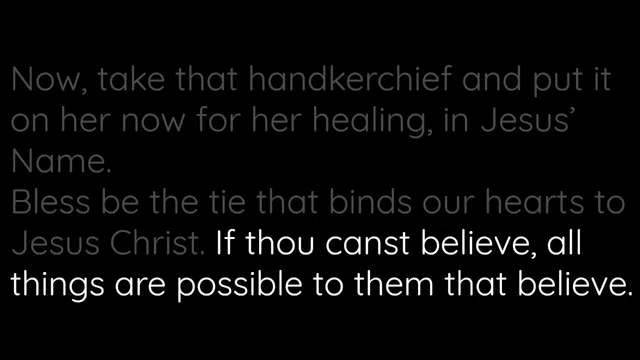 Now, take that handkerchief and put it
on her now for her healing, in Jesus’
Name.
Bless be the tie that binds our hearts to
Jesus Christ. If thou canst believe, all
things are possible to them that believe.